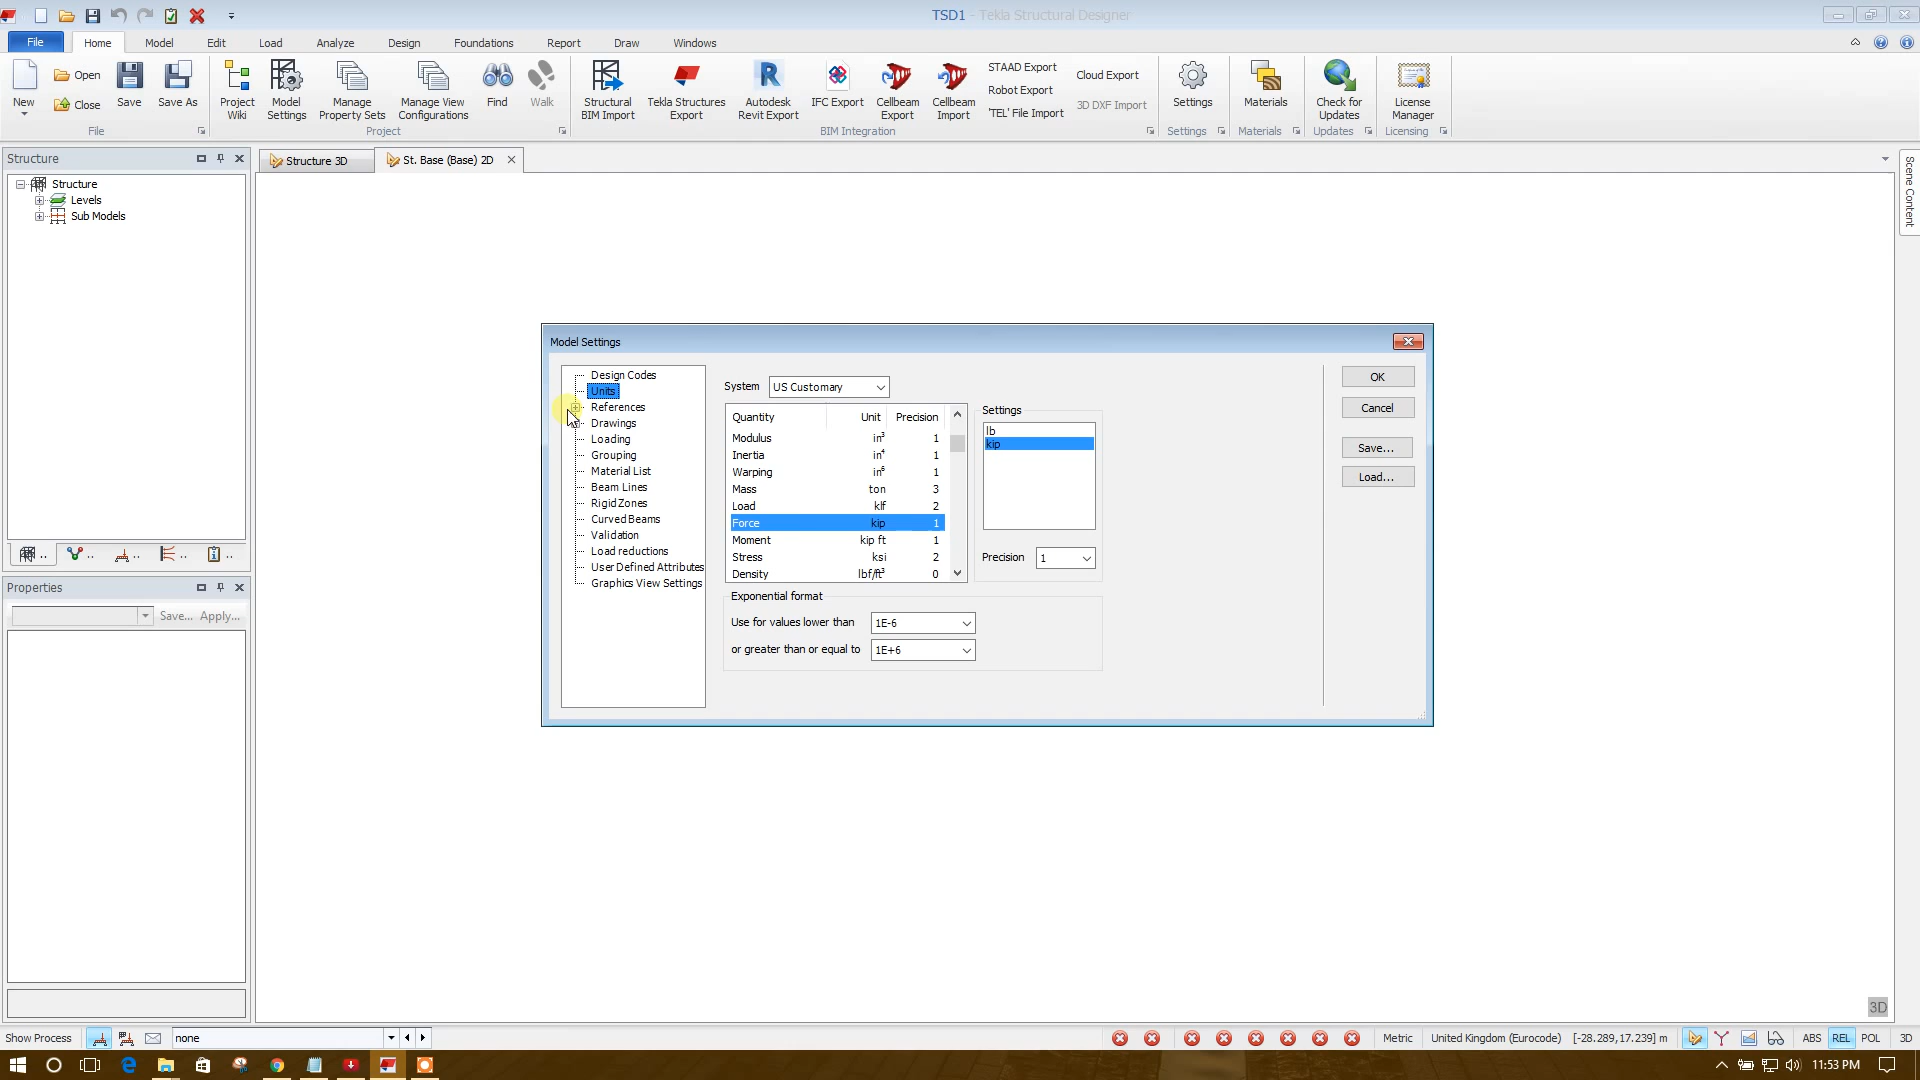 TSD1 - Tekla Structural Designer
File Home Model Edit Load Analyze Design Foundations Report Draw Windows
New
Open
Close
Save
Save As
File
Project Wiki
Model Settings
Manage Property Sets
Manage View Configurations
Find
Walk
Project
Structural BIM Import
Tekla Structures Export
Autodesk Revit Export
IFC Export
Cellbeam Export
Cellbeam Import
STAAD Export
Robot Export
'TEL' File Import
Cloud Export
3D DXF Import
BIM Integration
Settings
Settings
Materials
Materials
Check for Updates
Updates
License Manager
Licensing
Structure
Structure
Levels
Sub Models
Structure 3D
St. Base (Base) 2D
Scene Content
Properties
Save... Apply...
Model Settings
Design Codes
Units
References
Drawings
Loading
Grouping
Material List
Beam Lines
Rigid Zones
Curved Beams
Validation
Load reductions
User Defined Attributes
Graphics View Settings
System US Customary
Quantity Unit Precision
Modulus in³ 1
Inertia in⁴ 1
Warping in⁶ 1
Mass ton 3
Load klf 2
Force kip 1
Moment kip ft 1
Stress ksi 2
Density lbf/ft³ 0
Settings
lb
kip
Precision 1
Exponential format
Use for values lower than 1E-6
or greater than or equal to 1E+6
OK
Cancel
Save...
Load...
3D
Show Process none Metric United Kingdom (Eurocode) [-28.289,17.239] m ABS REL POL 3D
11:53 PM